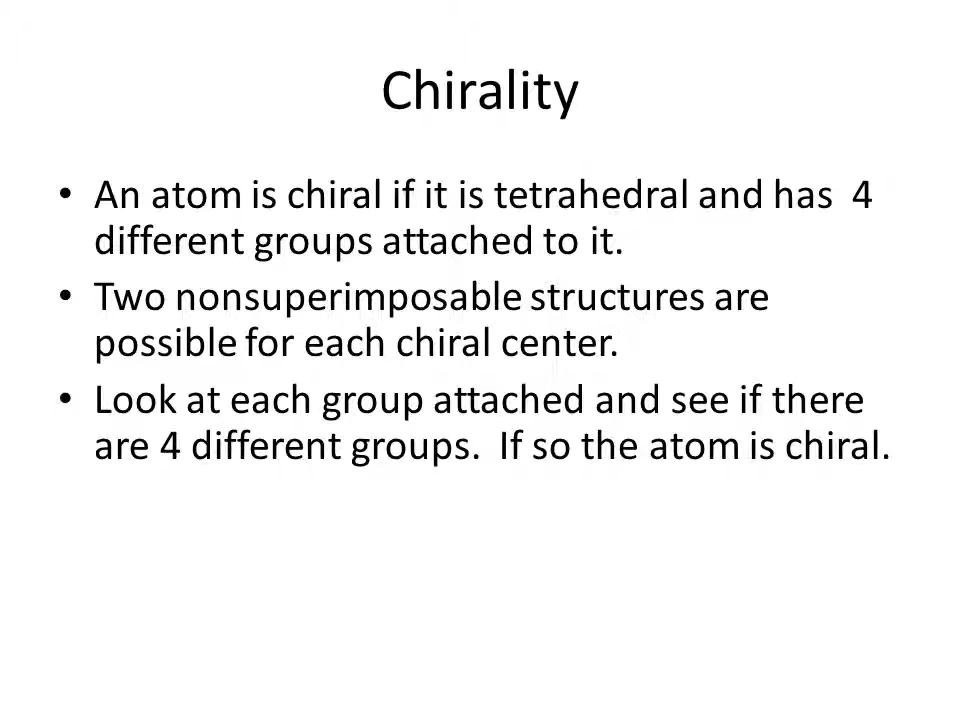 Chirality
• An atom is chiral if it is tetrahedral and has  4
different groups attached to it.
• Two nonsuperimposable structures are
possible for each chiral center.
• Look at each group attached and see if there
are 4 different groups.  If so the atom is chiral.